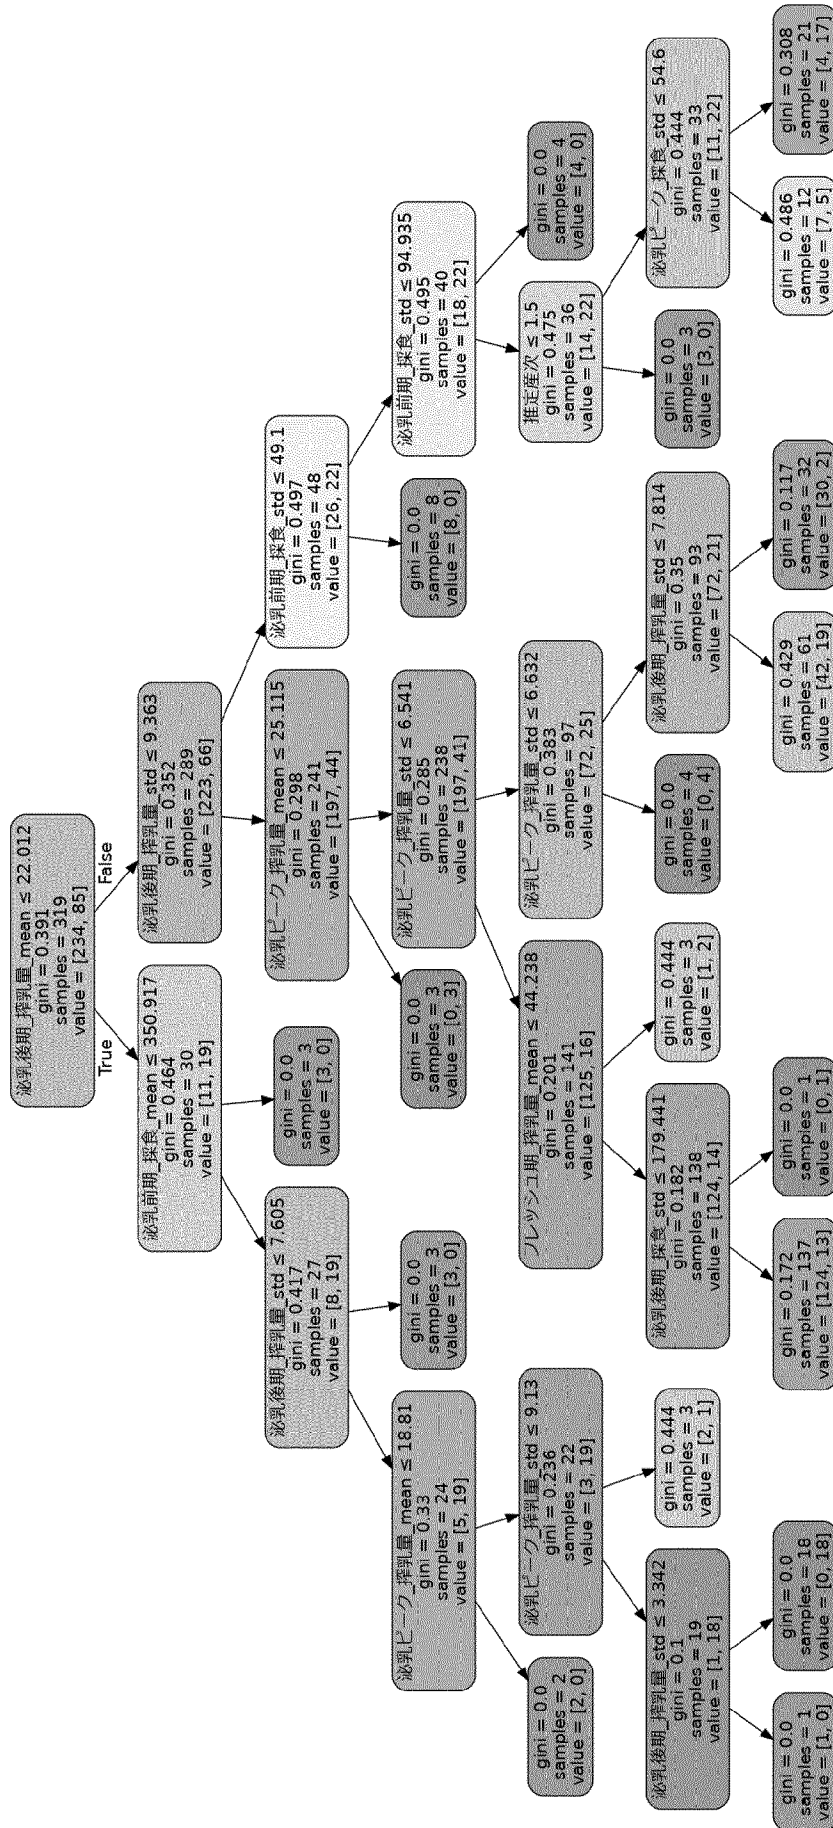 泌乳後期_搾乳量_mean ≤ 22.012
gini = 0.391
samples = 319
value = [234, 85]
True
False
泌乳前期_採食_mean ≤ 350.917
gini = 0.464
samples = 30
value = [11, 19]
泌乳後期_搾乳量_std ≤ 9.363
gini = 0.352
samples = 289
value = [223, 66]
泌乳後期_搾乳量_std ≤ 7.605
gini = 0.417
samples = 27
value = [8, 19]
gini = 0.0
samples = 3
value = [3, 0]
泌乳ピーク_搾乳量_mean ≤ 25.115
gini = 0.298
samples = 241
value = [197, 44]
泌乳前期_採食_std ≤ 49.1
gini = 0.497
samples = 48
value = [26, 22]
泌乳ピーク_搾乳量_mean ≤ 18.81
gini = 0.33
samples = 24
value = [5, 19]
gini = 0.0
samples = 3
value = [3, 0]
gini = 0.0
samples = 3
value = [0, 3]
泌乳ピーク_搾乳量_std ≤ 6.541
gini = 0.285
samples = 238
value = [197, 41]
gini = 0.0
samples = 8
value = [8, 0]
泌乳前期_採食_std ≤ 94.935
gini = 0.495
samples = 40
value = [18, 22]
gini = 0.0
samples = 2
value = [2, 0]
泌乳ピーク_搾乳量_std ≤ 9.13
gini = 0.236
samples = 22
value = [3, 19]
フレッシュ期_搾乳量_mean ≤ 44.238
gini = 0.201
samples = 141
value = [125, 16]
泌乳ピーク_搾乳量_std ≤ 6.632
gini = 0.383
samples = 97
value = [72, 25]
推定産次 ≤ 1.5
gini = 0.475
samples = 36
value = [14, 22]
gini = 0.0
samples = 4
value = [4, 0]
泌乳後期_搾乳量_std ≤ 3.342
gini = 0.1
samples = 19
value = [1, 18]
gini = 0.444
samples = 3
value = [2, 1]
泌乳後期_採食_std ≤ 179.441
gini = 0.182
samples = 138
value = [124, 14]
gini = 0.444
samples = 3
value = [1, 2]
gini = 0.0
samples = 4
value = [0, 4]
泌乳後期_搾乳量_std ≤ 7.814
gini = 0.35
samples = 93
value = [72, 21]
gini = 0.0
samples = 3
value = [3, 0]
泌乳ピーク_採食_std ≤ 54.6
gini = 0.444
samples = 33
value = [11, 22]
gini = 0.0
samples = 1
value = [1, 0]
gini = 0.0
samples = 18
value = [0, 18]
gini = 0.172
samples = 137
value = [124, 13]
gini = 0.0
samples = 1
value = [0, 1]
gini = 0.429
samples = 61
value = [42, 19]
gini = 0.117
samples = 32
value = [30, 2]
gini = 0.486
samples = 12
value = [7, 5]
gini = 0.308
samples = 21
value = [4, 17]